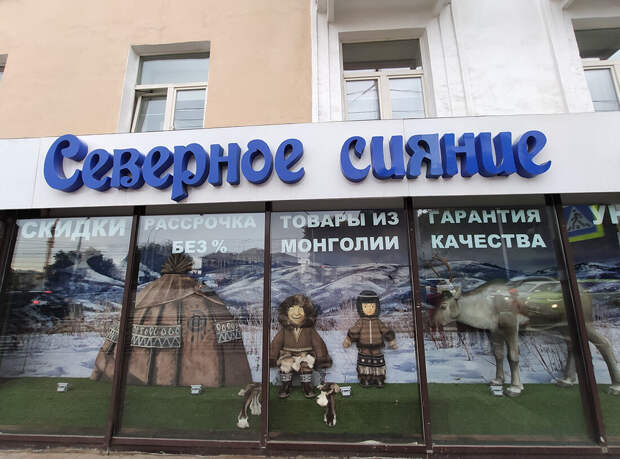 Северное сияние
СКИДКИ
РАССРОЧКА
БЕЗ %
ТОВАРЫ ИЗ
МОНГОЛИИ
ГАРАНТИЯ
КАЧЕСТВА